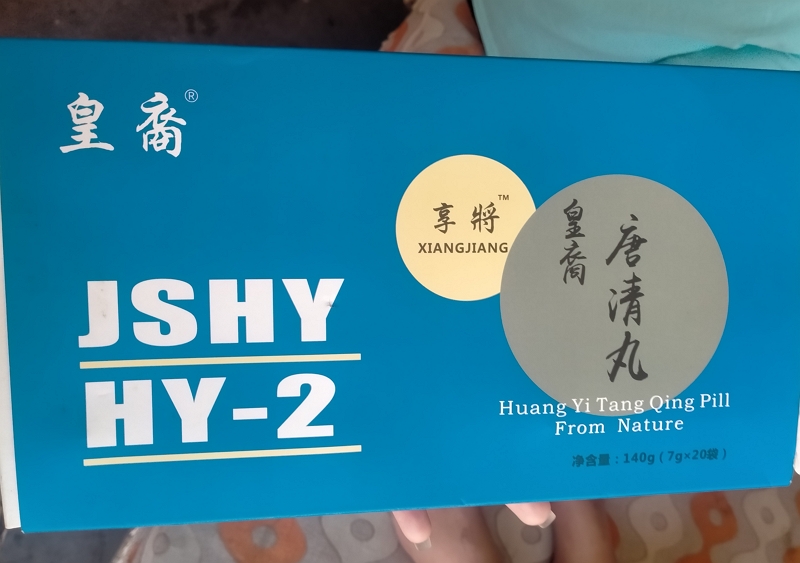 皇裔®
享將™
XIANGJIANG
皇裔
唐清丸
JSHY
HY-2
Huang Yi Tang Qing Pill
From Nature
净含量：140g（7g×20袋）